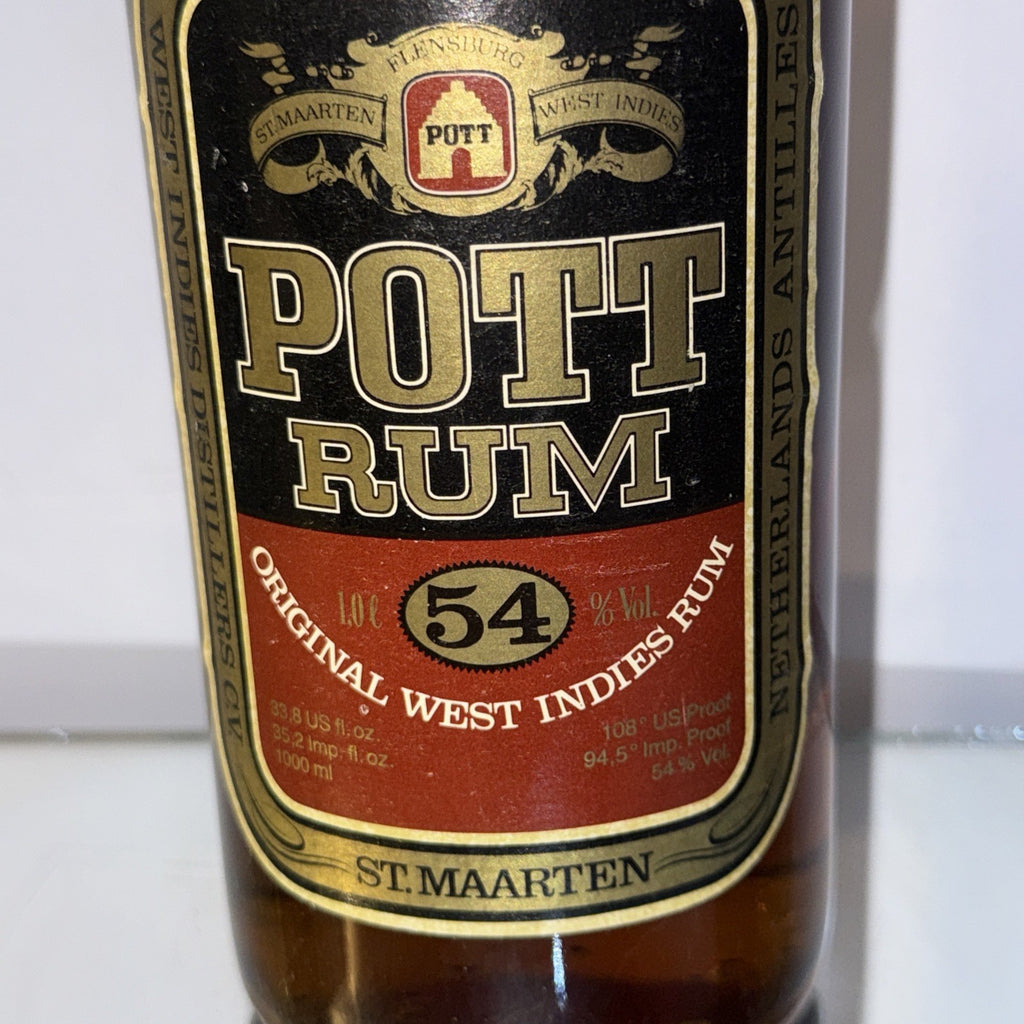 FLENSBURG
ST.MAARTEN
WEST INDIES
POTT
POTT
RUM
1.0 ℓ
54
% Vol.
ORIGINAL WEST INDIES RUM
33,8 US fl. oz.
35,2 Imp. fl. oz.
1000 ml
108° US Proof
94,5° Imp. Proof
54 % Vol.
ST.MAARTEN
WEST INDIES DISTILLERS C.V.
NETHERLANDS ANTILLES